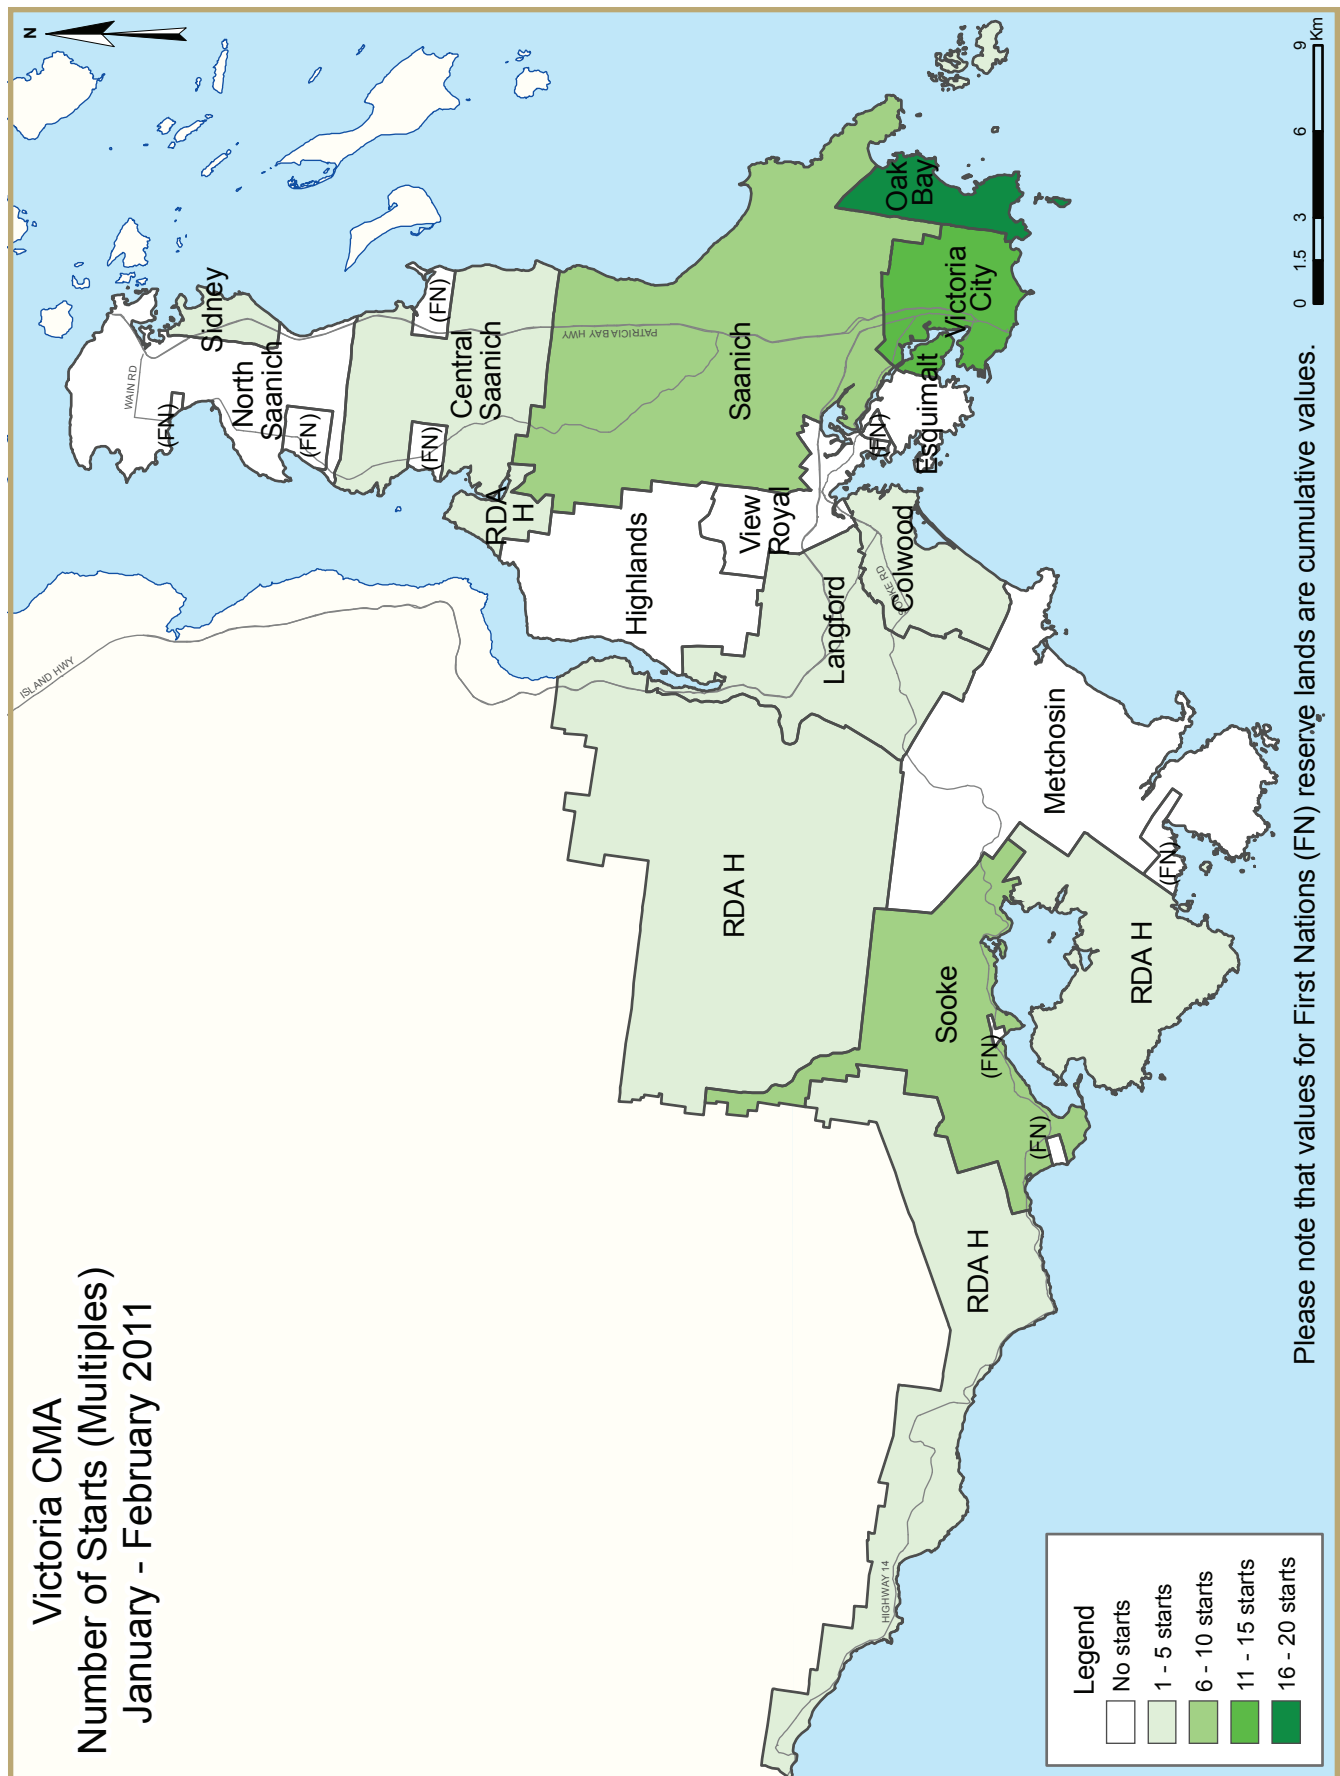 Victoria CMA
Number of Starts (Multiples)
January - February 2011
N
ISLAND HWY
WAIN RD
(FN)
North
Saanich
Sidney
(FN)
(FN)
(FN)
Central
Saanich
RDA
H
PATRICIA BAY HWY
Saanich
Highlands
View
Royal
Oak
Bay
Victoria
City
Esquimalt
(FN)
Langford
Colwood
SOOKE RD
Metchosin
(FN)
RDA H
Sooke
(FN)
(FN)
RDA H
RDA H
HIGHWAY 14
Legend
No starts
1 - 5 starts
6 - 10 starts
11 - 15 starts
16 - 20 starts
0 1.5 3 6 9
Km
Please note that values for First Nations (FN) reserve lands are cumulative values.